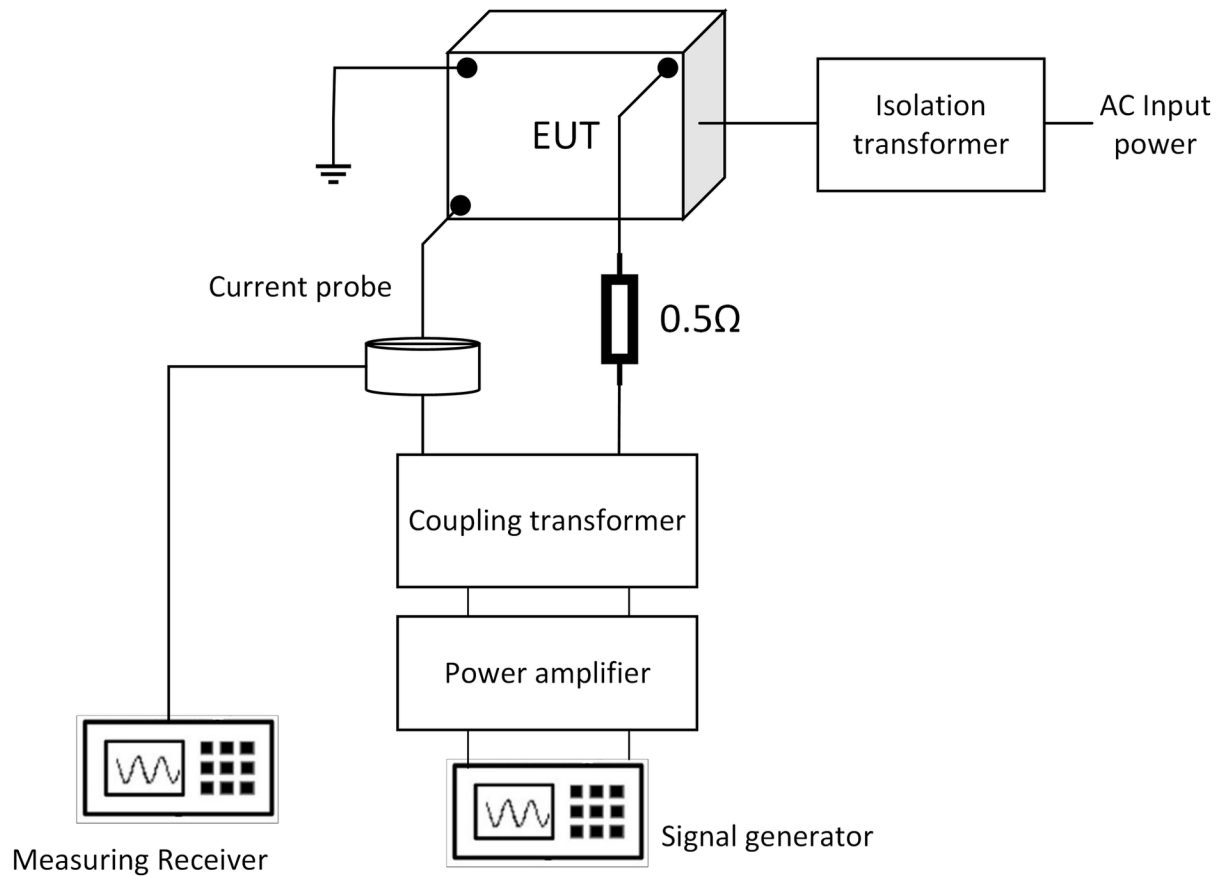 EUT
Isolation
transformer
AC Input
power
Current probe
0.5Ω
Coupling transformer
Power amplifier
Signal generator
Measuring Receiver